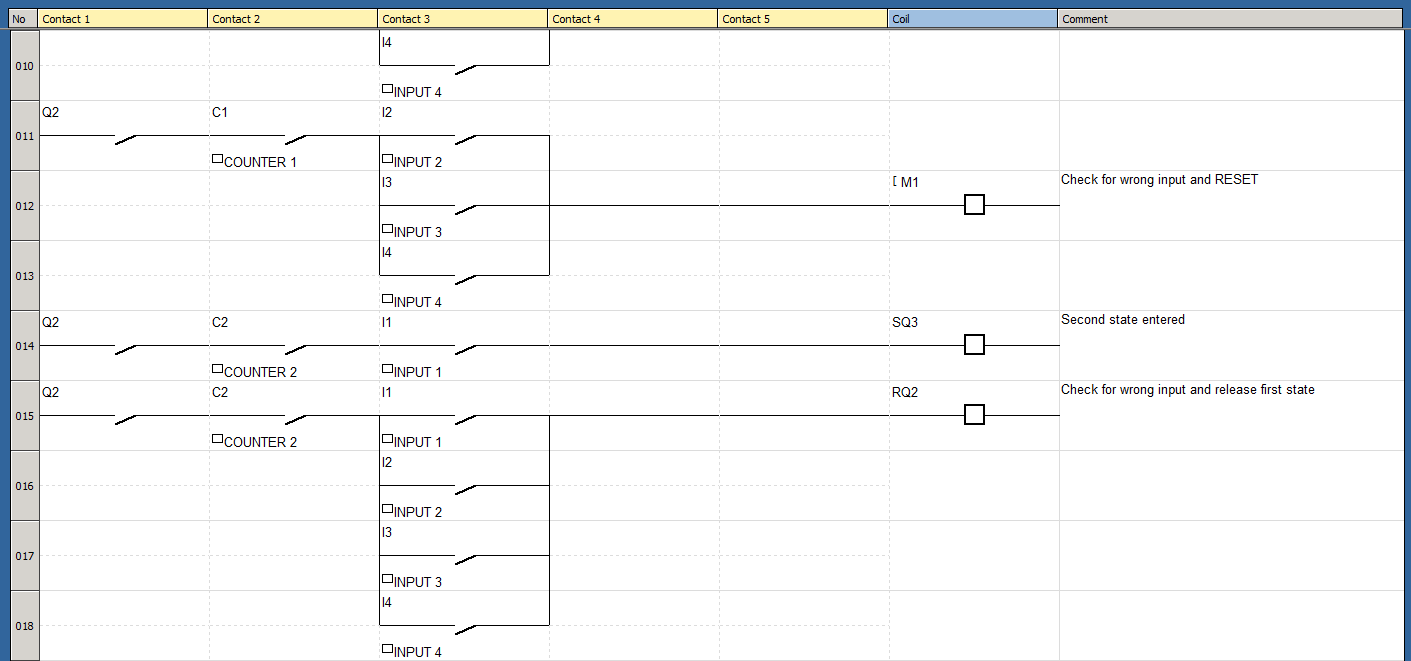 No Contact 1 Contact 2 Contact 3 Contact 4 Contact 5 Coil Comment
I4
010
INPUT 4
Q2 C1 I2
011
COUNTER 1 INPUT 2
I3 [ M1 Check for wrong input and RESET
012
INPUT 3
I4
013
INPUT 4
Q2 C2 I1 SQ3 Second state entered
014
COUNTER 2 INPUT 1
Q2 C2 I1 RQ2 Check for wrong input and release first state
015
COUNTER 2 INPUT 1
I2
016
INPUT 2
I3
017
INPUT 3
I4
018
INPUT 4